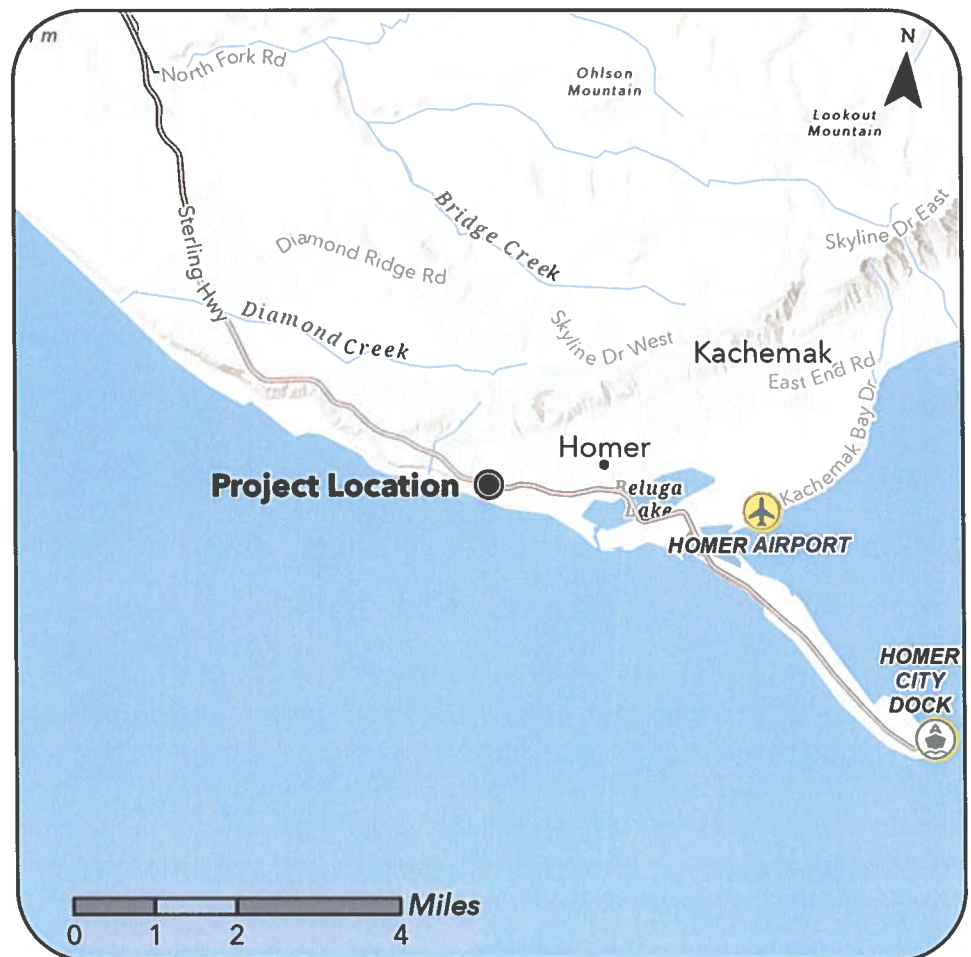 m
N
North Fork Rd
Ohlson
Mountain
Lookout
Mountain
Sterling Hwy
Bridge Creek
Skyline Dr East
Diamond Ridge Rd
Diamond Creek
Skyline Dr West
Kachemak
East End Rd
Kachemak Bay Dr
Homer
Project Location
Beluga
Lake
HOMER AIRPORT
HOMER
CITY
DOCK
Miles
0 1 2 4